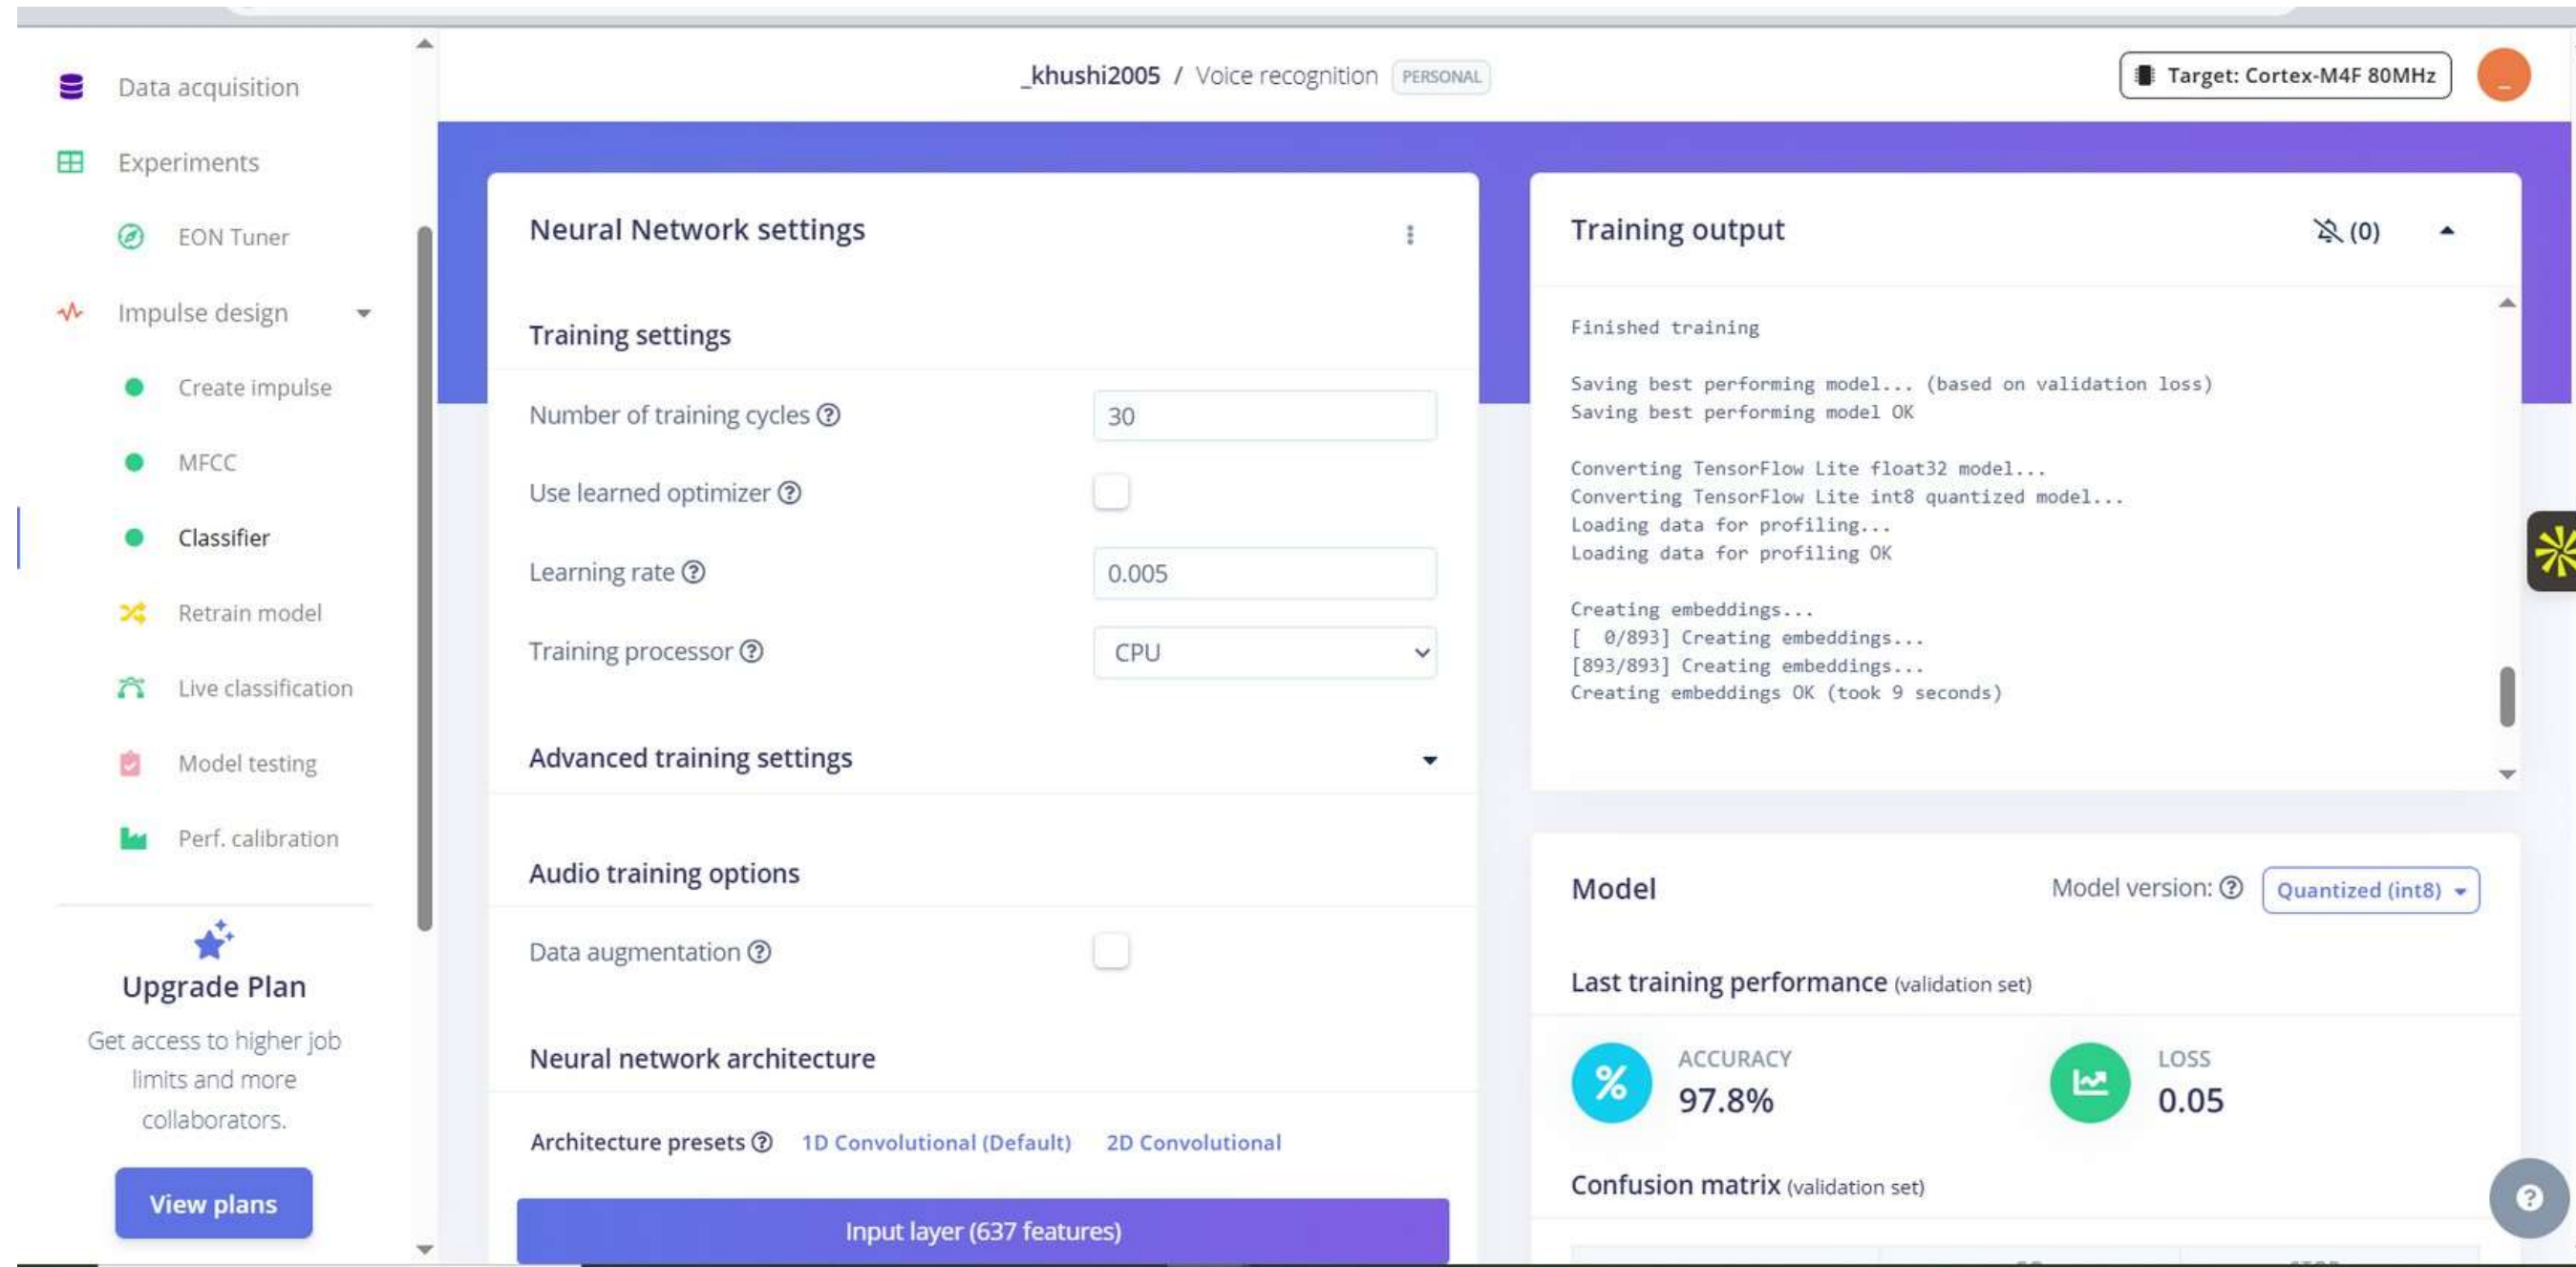 Data acquisition
Experiments
EON Tuner
Impulse design
Create impulse
MFCC
Classifier
Retrain model
Live classification
Model testing
Perf. calibration
Upgrade Plan
Get access to higher job
limits and more
collaborators.
View plans
_khushi2005 / Voice recognition PERSONAL
Target: Cortex-M4F 80MHz
Neural Network settings
Training settings
Number of training cycles 30
Use learned optimizer
Learning rate 0.005
Training processor CPU
Advanced training settings
Audio training options
Data augmentation
Neural network architecture
Architecture presets 1D Convolutional (Default) 2D Convolutional
Input layer (637 features)
Training output (0)
Finished training
Saving best performing model... (based on validation loss)
Saving best performing model OK
Converting TensorFlow Lite float32 model...
Converting TensorFlow Lite int8 quantized model...
Loading data for profiling...
Loading data for profiling OK
Creating embeddings...
[  0/893] Creating embeddings...
[893/893] Creating embeddings...
Creating embeddings OK (took 9 seconds)
Model Model version: Quantized (int8)
Last training performance (validation set)
ACCURACY
97.8%
LOSS
0.05
Confusion matrix (validation set)